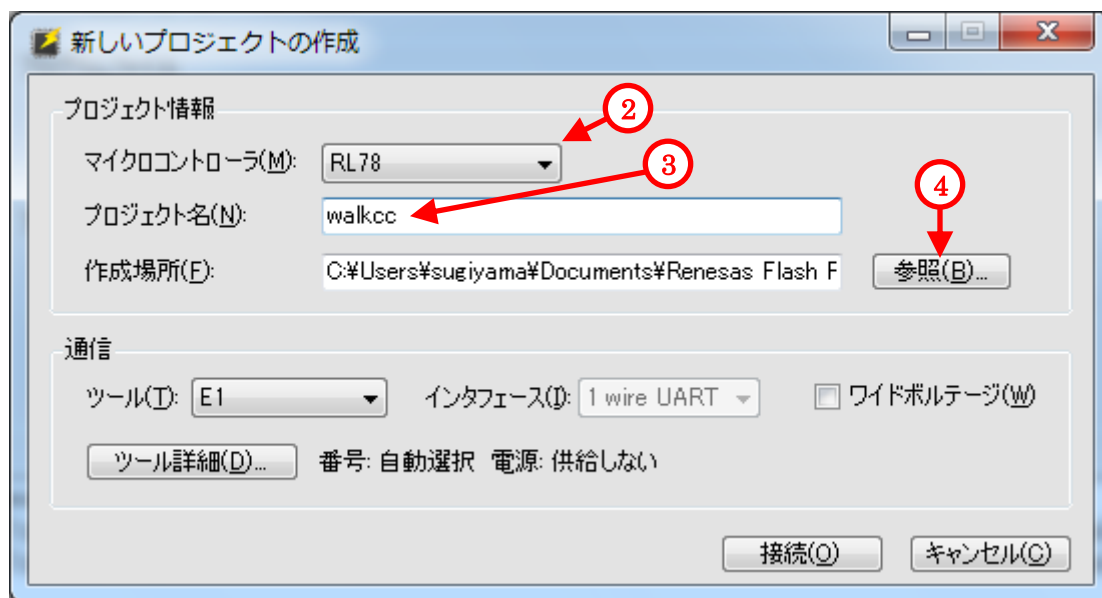 新しいプロジェクトの作成
プロジェクト情報
②
マイクロコントローラ(M): RL78
③
④
プロジェクト名(N): walkcc
作成場所(F): C:¥Users¥sugiyama¥Documents¥Renesas Flash F 参照(B)...
通信
ツール(T): E1 インタフェース(I): 1 wire UART ワイドボルテージ(W)
ツール詳細(D)... 番号: 自動選択 電源: 供給しない
接続(O) キャンセル(C)